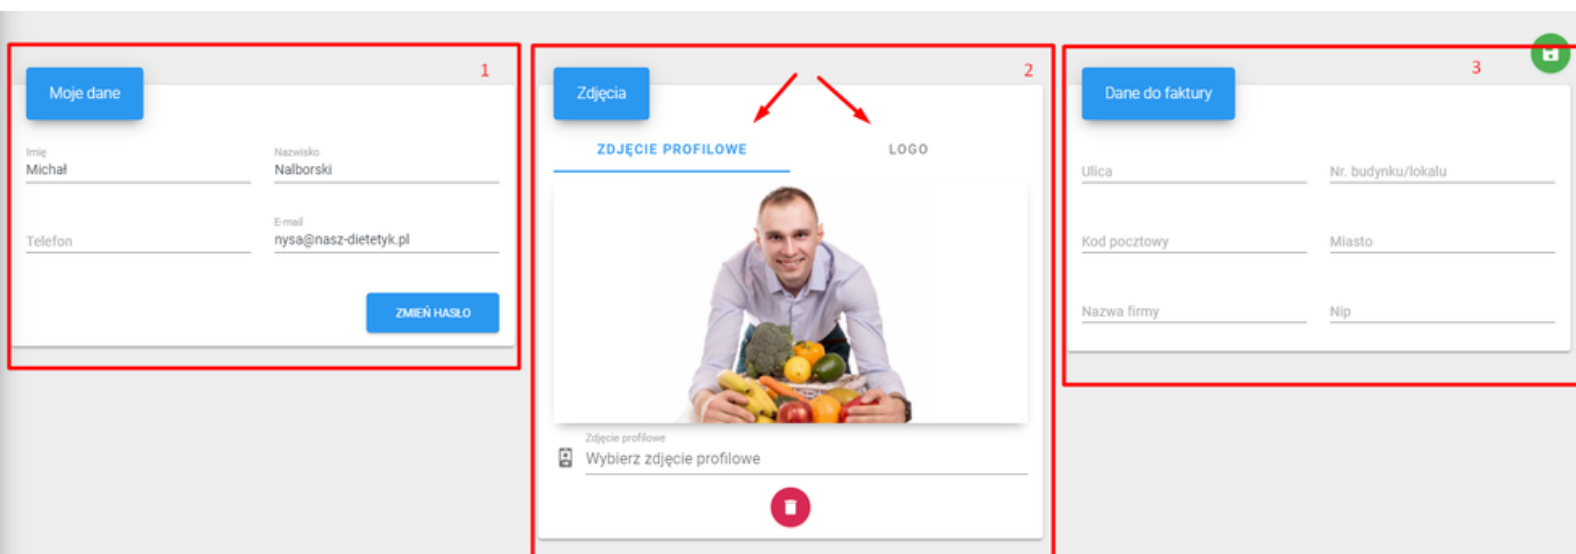 1
Moje dane
Imię
Michał
Nazwisko
Nalborski
Telefon
E-mail
nysa@nasz-dietetyk.pl
ZMIEŃ HASŁO
2
Zdjęcia
ZDJĘCIE PROFILOWE
LOGO
Zdjęcie profilowe
Wybierz zdjęcie profilowe
3
Dane do faktury
Ulica
Nr. budynku/lokalu
Kod pocztowy
Miasto
Nazwa firmy
Nip